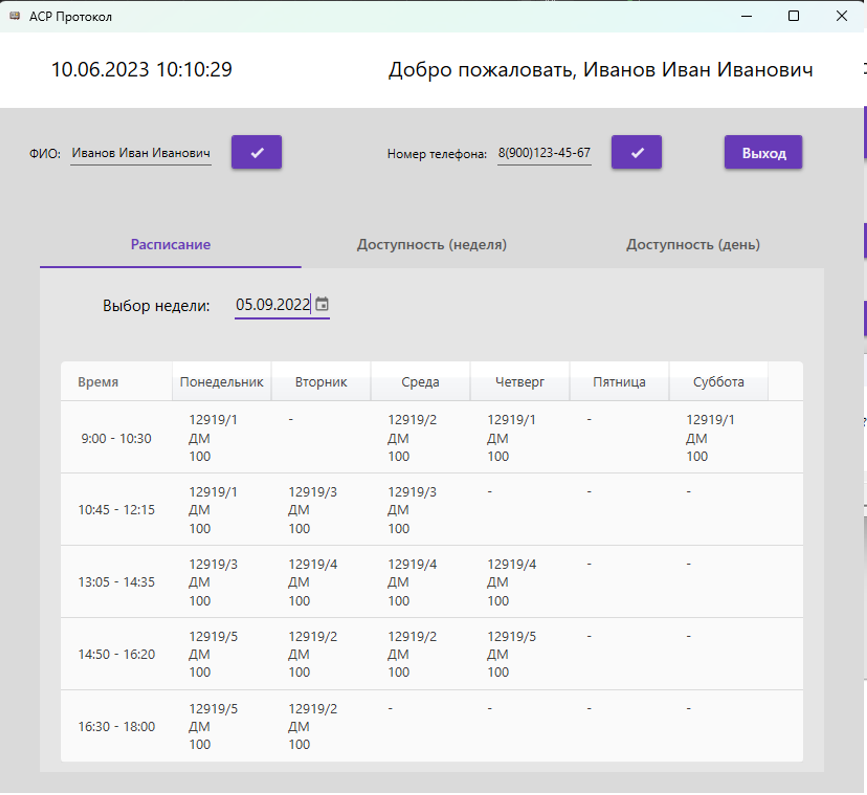 АСР Протокол
10.06.2023 10:10:29 Добро пожаловать, Иванов Иван Иванович
ФИО: Иванов Иван Иванович Номер телефона: 8(900)123-45-67 Выход
Расписание Доступность (неделя) Доступность (день)
Выбор недели: 05.09.2022
Время Понедельник Вторник Среда Четверг Пятница Суббота
12919/1 - 12919/2 12919/1 - 12919/1
9:00 - 10:30 ДМ ДМ ДМ ДМ
100 100 100 100
12919/1 12919/3 12919/3 - - -
10:45 - 12:15 ДМ ДМ ДМ
100 100 100
12919/3 12919/4 12919/4 12919/4 - -
13:05 - 14:35 ДМ ДМ ДМ ДМ
100 100 100 100
12919/5 12919/2 12919/2 12919/5 - -
14:50 - 16:20 ДМ ДМ ДМ ДМ
100 100 100 100
12919/5 12919/2 - - - -
16:30 - 18:00 ДМ ДМ
100 100